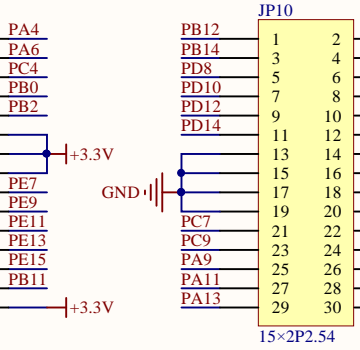 JP10
PA4 PB12 1 2
PA6 PB14 3 4
PC4 PD8 5 6
PB0 PD10 7 8
PB2 PD12 9 10
PD14 11 12
+3.3V 13 14
15 16
PE7 GND 17 18
PE9 19 20
PE11 PC7 21 22
PE13 PC9 23 24
PE15 PA9 25 26
PB11 PA11 27 28
+3.3V PA13 29 30
15×2P2.54